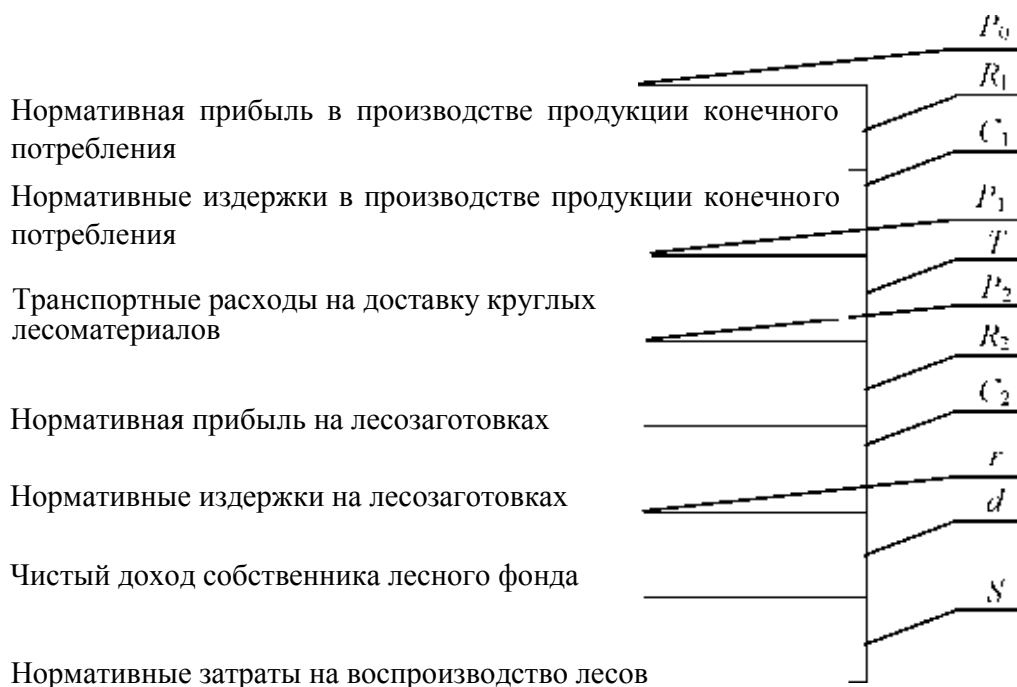 P₀
R₁
Нормативная прибыль в производстве продукции конечного
потребления
C₁
Нормативные издержки в производстве продукции конечного
потребления
P₁
T
Транспортные расходы на доставку круглых
лесоматериалов
P₂
R₂
Нормативная прибыль на лесозаготовках
C₂
r
Нормативные издержки на лесозаготовках
d
Чистый доход собственника лесного фонда
S
Нормативные затраты на воспроизводство лесов